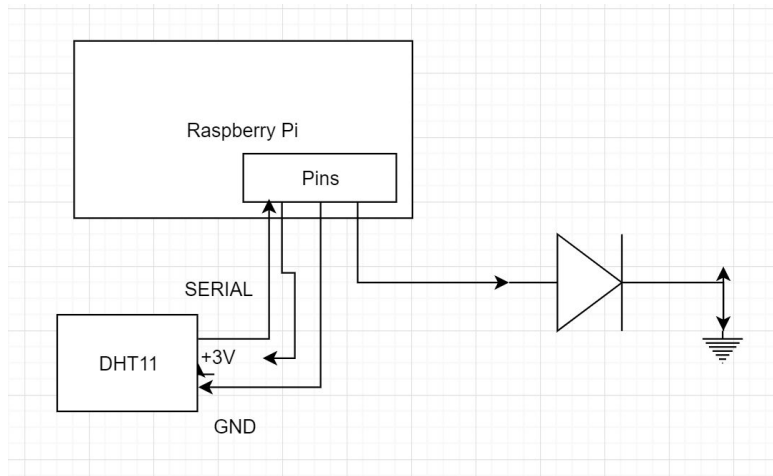 Raspberry Pi
Pins
SERIAL
+3V
DHT11
GND